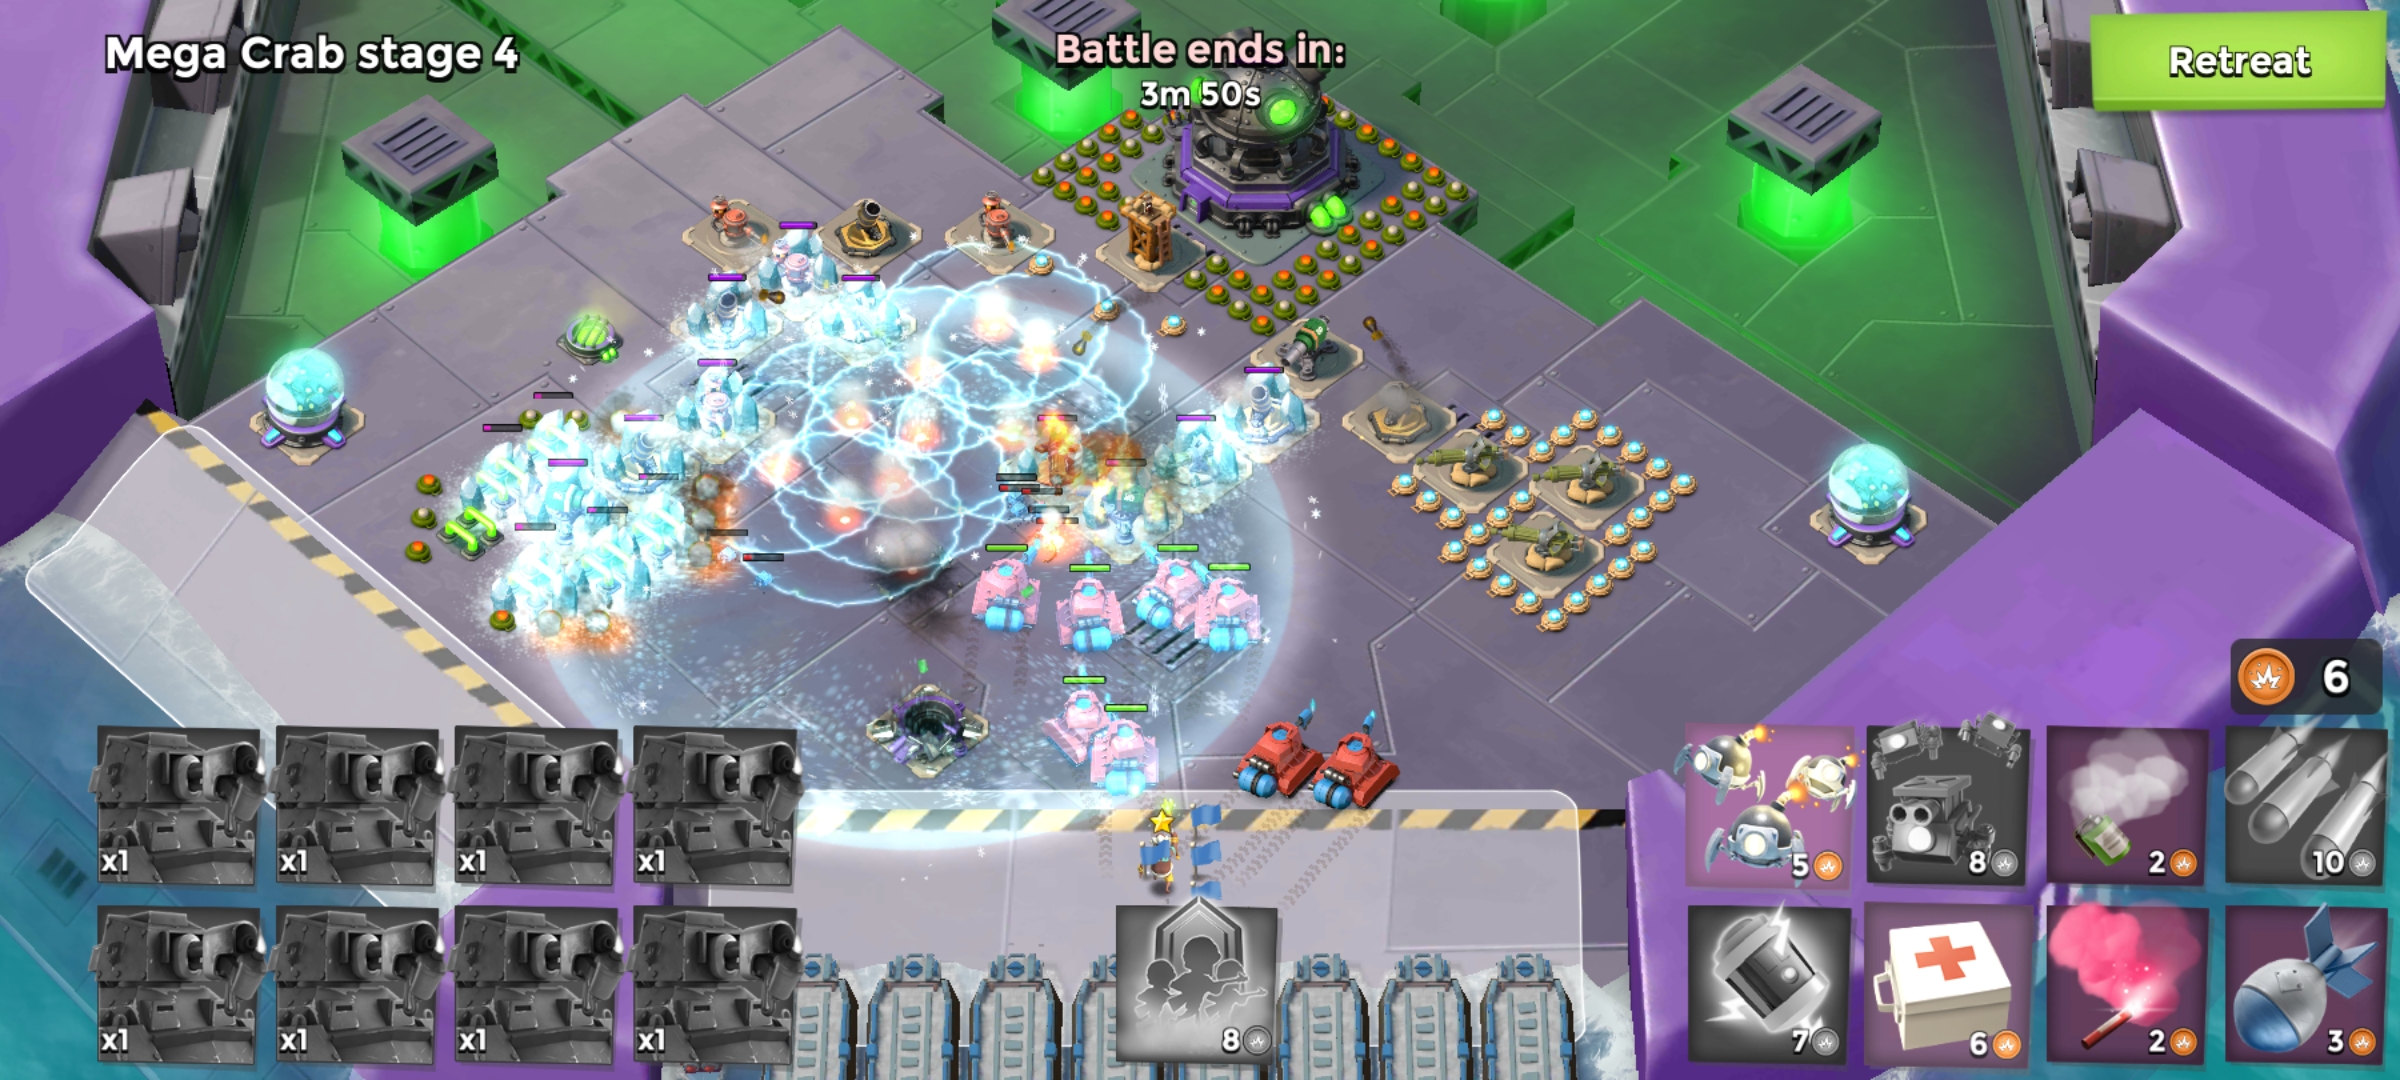 Mega Crab stage 4
Battle ends in:
3m 50s
Retreat
6
x1
x1
x1
x1
5
8
2
10
x1
x1
x1
x1
8
7
6
2
3